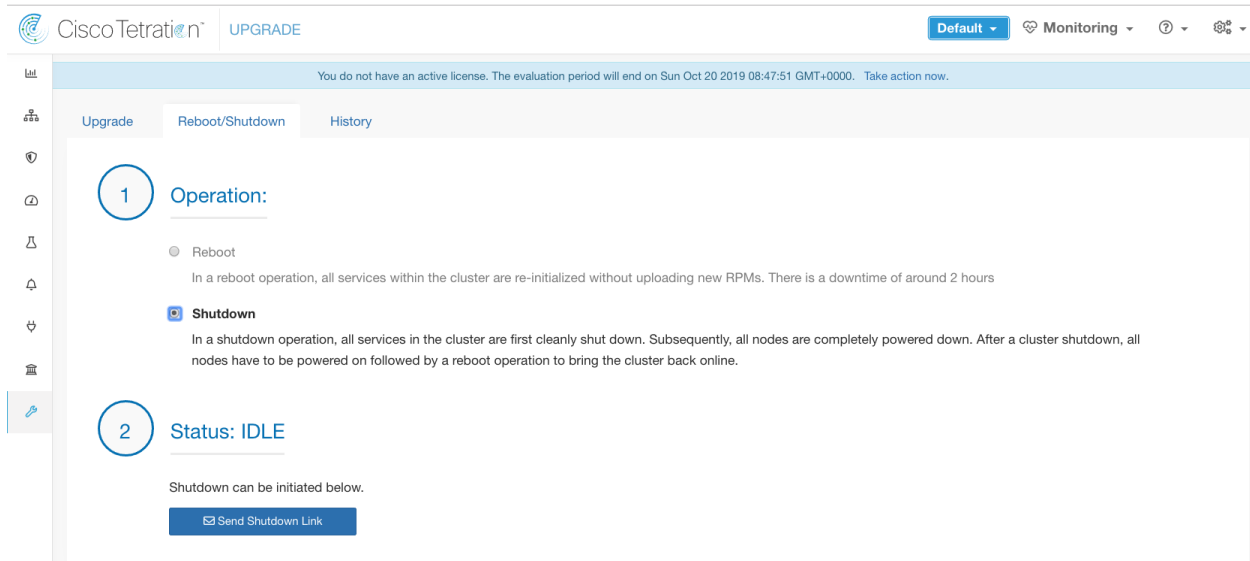 Cisco Tetration™ UPGRADE Default Monitoring
You do not have an active license. The evaluation period will end on Sun Oct 20 2019 08:47:51 GMT+0000. Take action now.
Upgrade Reboot/Shutdown History
1 Operation:
Reboot
In a reboot operation, all services within the cluster are re-initialized without uploading new RPMs. There is a downtime of around 2 hours
Shutdown
In a shutdown operation, all services in the cluster are first cleanly shut down. Subsequently, all nodes are completely powered down. After a cluster shutdown, all
nodes have to be powered on followed by a reboot operation to bring the cluster back online.
2 Status: IDLE
Shutdown can be initiated below.
Send Shutdown Link